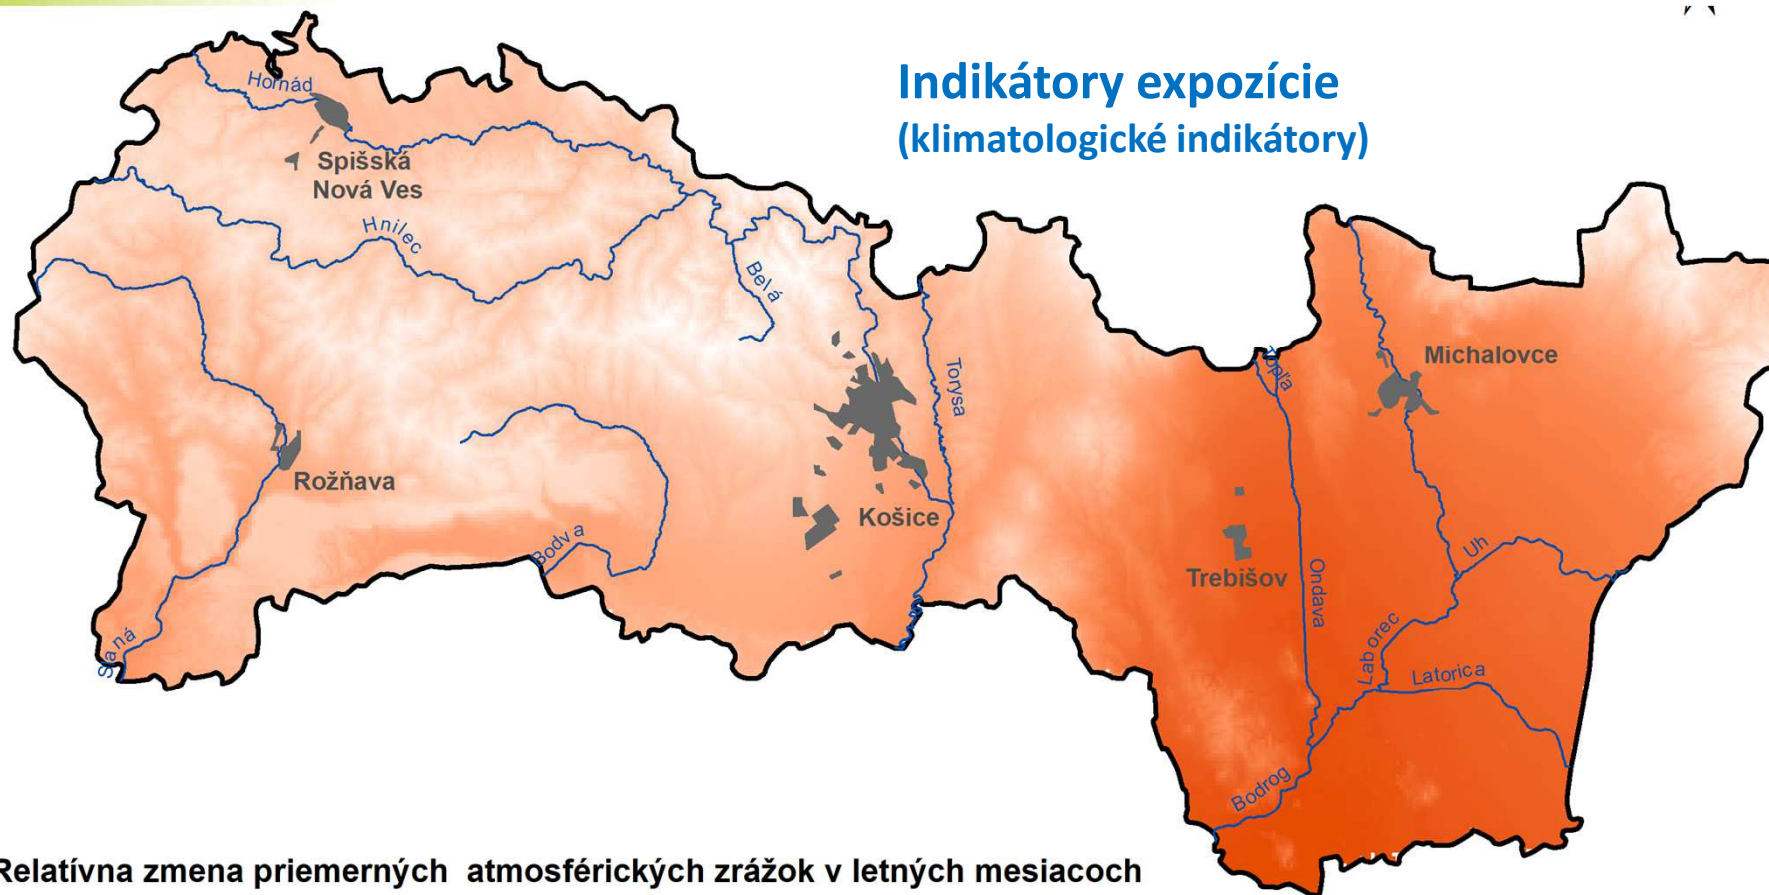 Indikátory expozície
(klimatologické indikátory)
Hornád
Spišská
Nová Ves
Hnilec
Belá
Torysa
Topľa
Michalovce
Rožňava
Košice
Bodva
Trebišov
Ondava
Uh
Laborec
Latorica
Slaná
Bodrog
Relatívna zmena priemerných atmosférických zrážok v letných mesiacoch